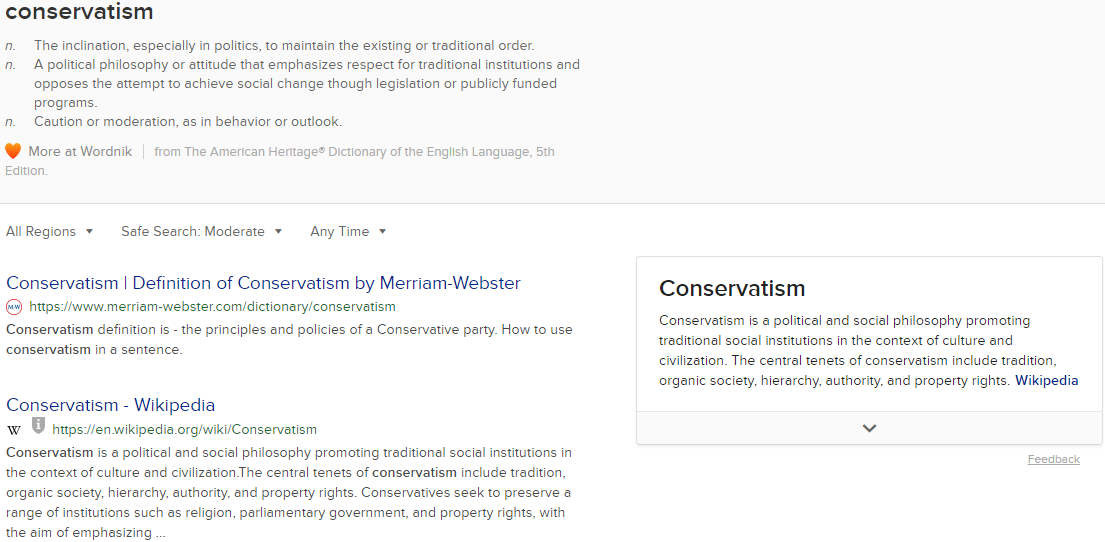 conservatism
n. The inclination, especially in politics, to maintain the existing or traditional order.
n. A political philosophy or attitude that emphasizes respect for traditional institutions and
opposes the attempt to achieve social change though legislation or publicly funded
programs.
n. Caution or moderation, as in behavior or outlook.
More at Wordnik from The American Heritage® Dictionary of the English Language, 5th
Edition.
All Regions Safe Search: Moderate Any Time
Conservatism | Definition of Conservatism by Merriam-Webster
M-W https://www.merriam-webster.com/dictionary/conservatism
Conservatism definition is - the principles and policies of a Conservative party. How to use
conservatism in a sentence.
Conservatism - Wikipedia
W i https://en.wikipedia.org/wiki/Conservatism
Conservatism is a political and social philosophy promoting traditional social institutions in
the context of culture and civilization.The central tenets of conservatism include tradition,
organic society, hierarchy, authority, and property rights. Conservatives seek to preserve a
range of institutions such as religion, parliamentary government, and property rights, with
the aim of emphasizing ...
Conservatism
Conservatism is a political and social philosophy promoting
traditional social institutions in the context of culture and
civilization. The central tenets of conservatism include tradition,
organic society, hierarchy, authority, and property rights. Wikipedia
Feedback